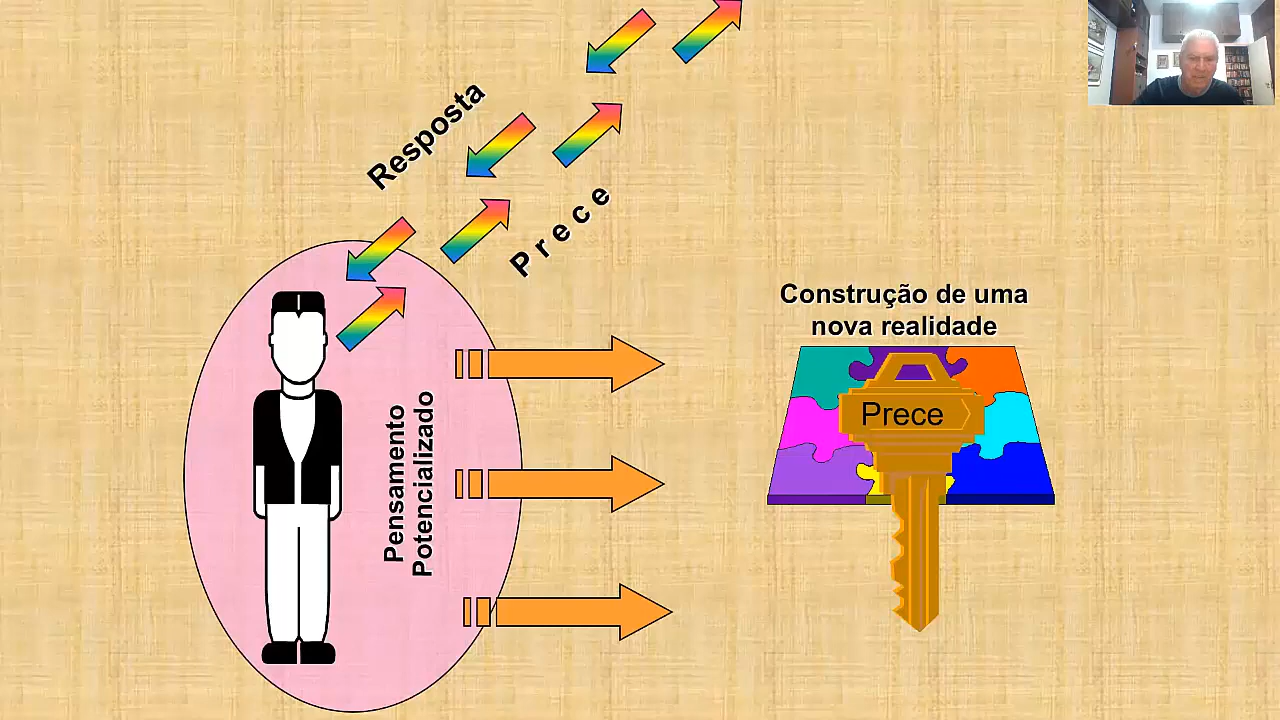 Resposta
Prece
Construção de uma
nova realidade
Prece
Pensamento
Potencializado